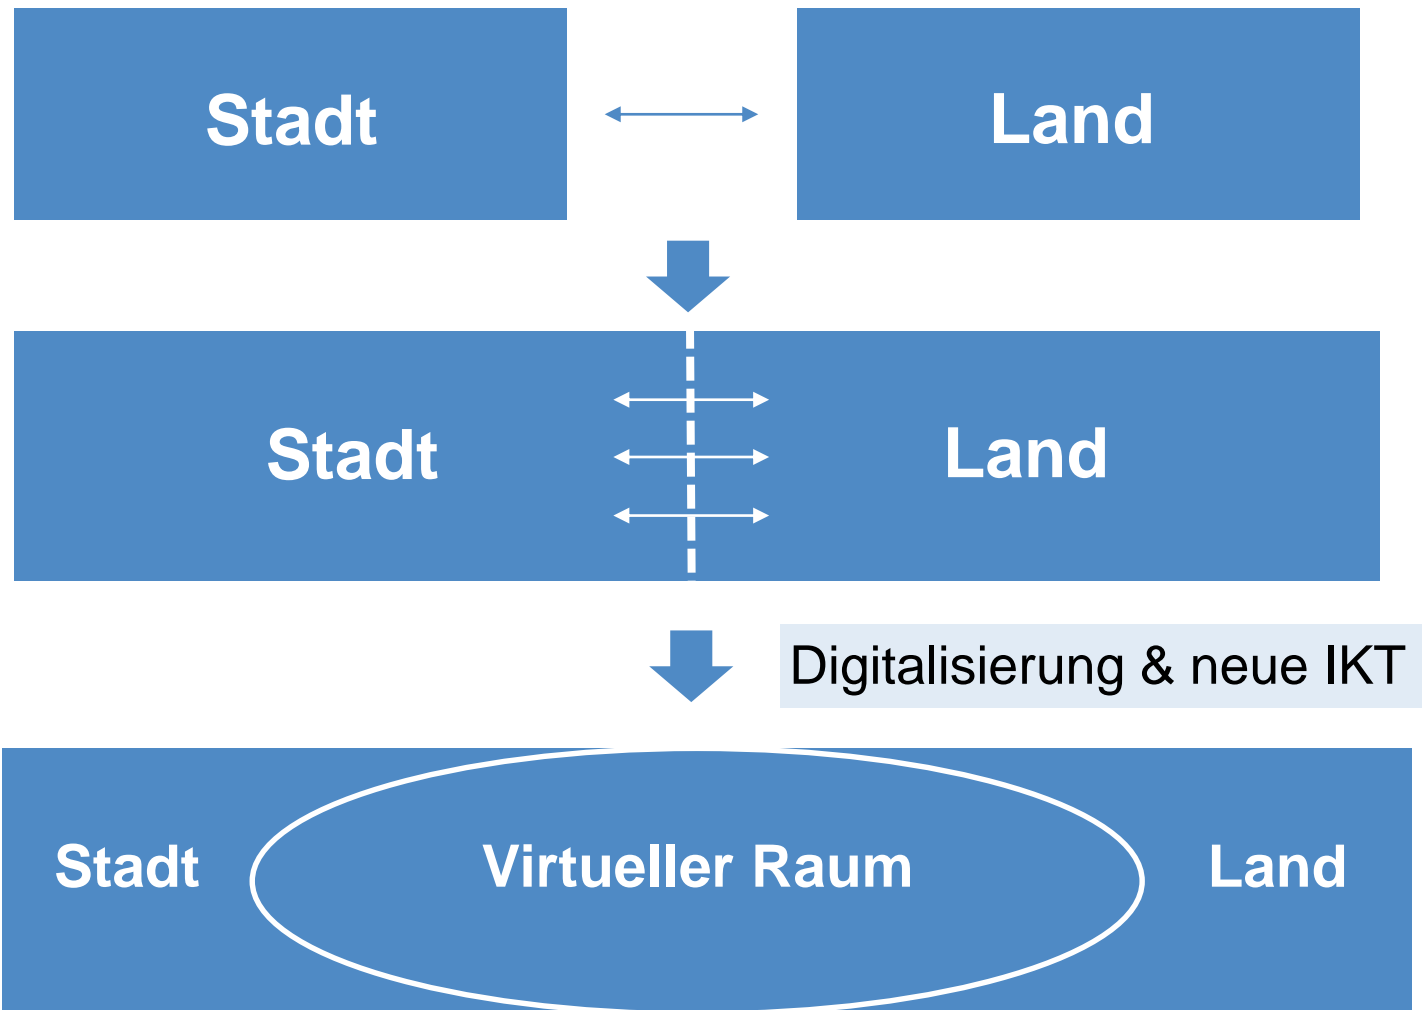 Stadt
Land
Stadt
Land
Digitalisierung & neue IKT
Stadt
Virtueller Raum
Land